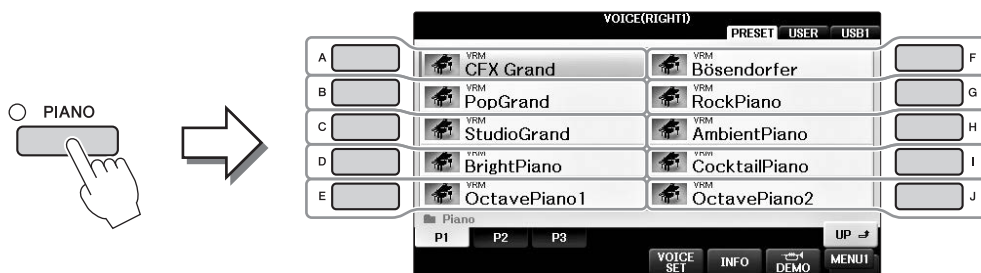 VOICE(RIGHT1)
PRESET USER USB1
A
VRM
CFX Grand
VRM
Bösendorfer
F
B
VRM
PopGrand
VRM
RockPiano
G
PIANO
C
VRM
StudioGrand
VRM
AmbientPiano
H
D
VRM
BrightPiano
VRM
CocktailPiano
I
E
VRM
OctavePiano1
VRM
OctavePiano2
J
Piano
P1 P2 P3 UP
VOICE SET INFO DEMO MENU1